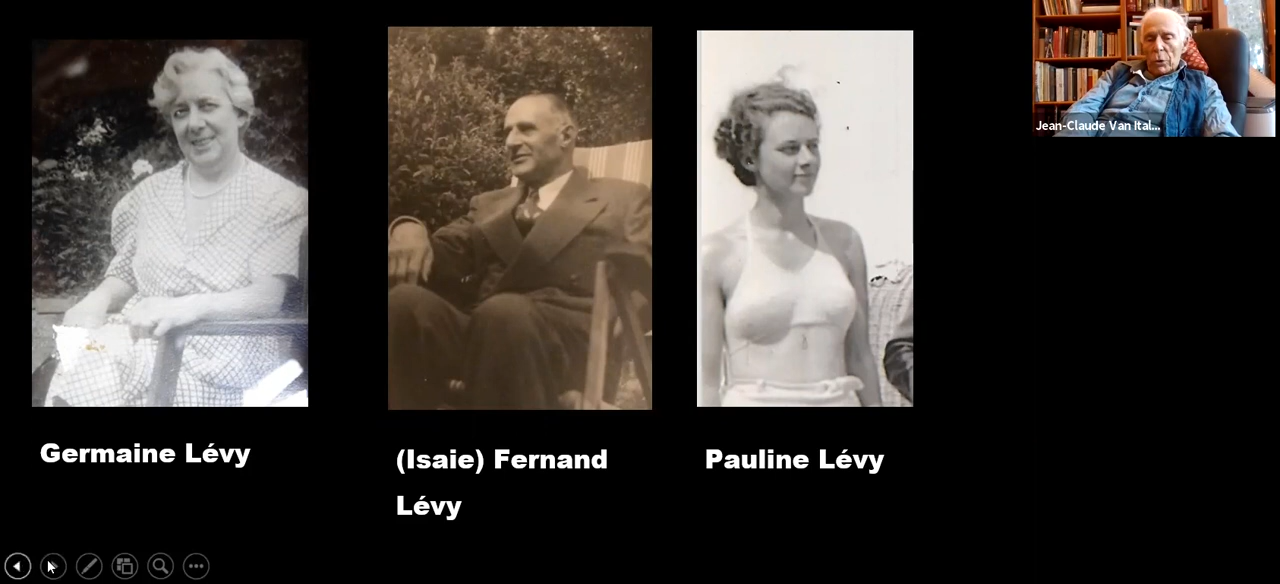 Jean-Claude Van Ital...
Germaine Lévy
(Isaie) Fernand
Lévy
Pauline Lévy